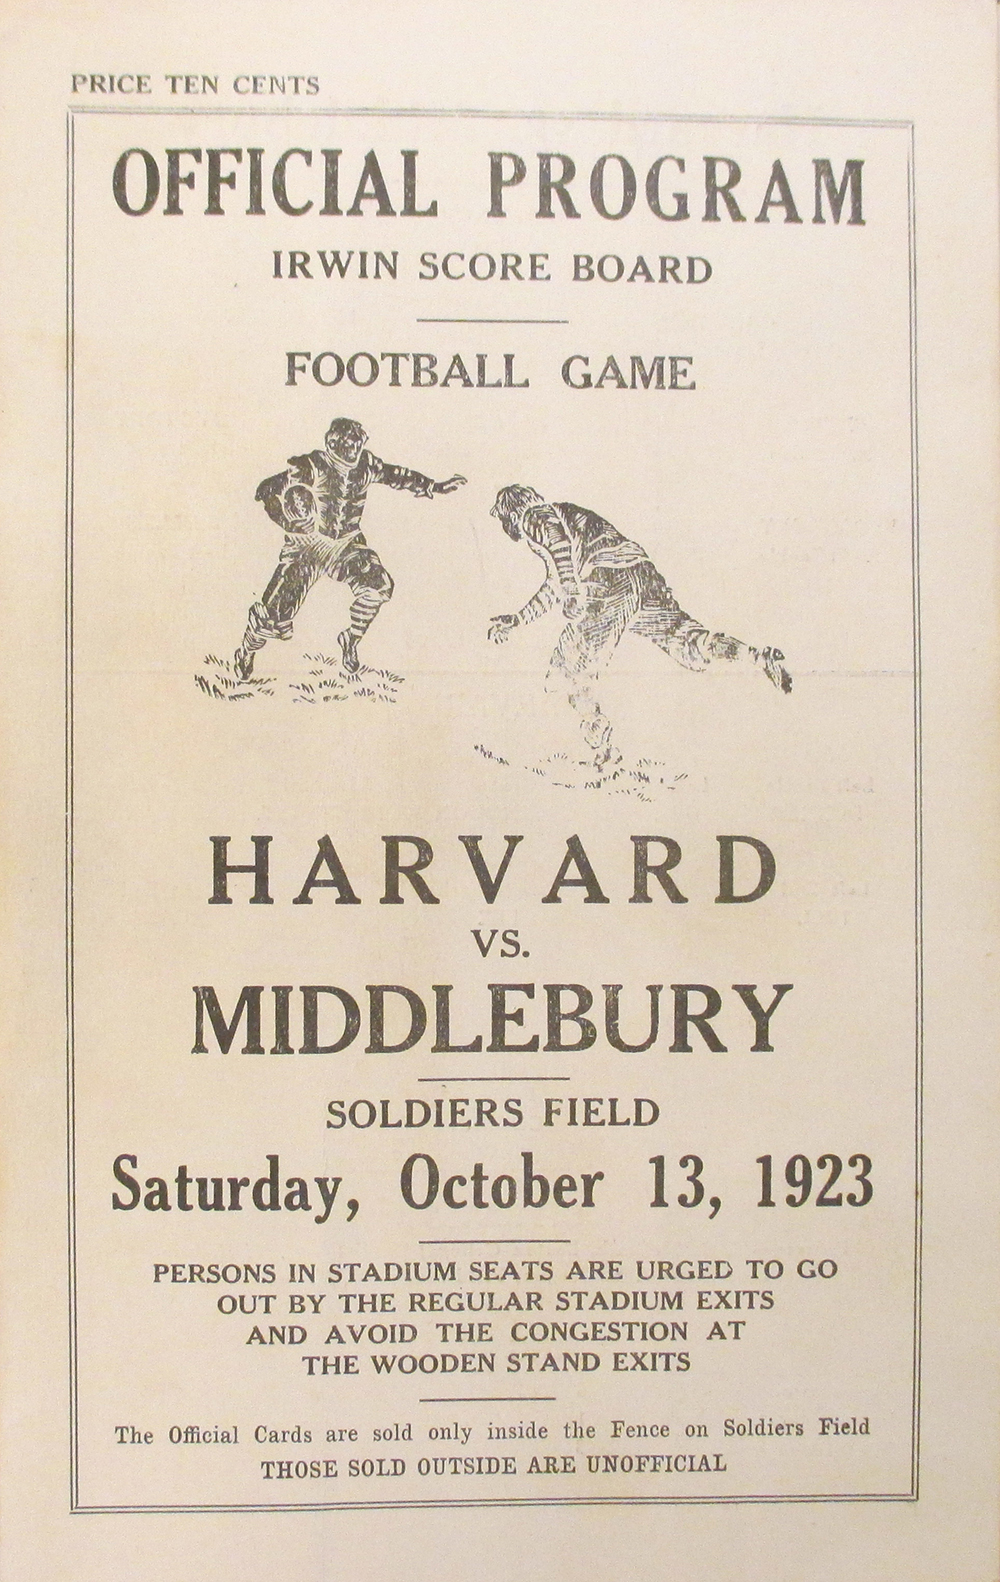 PRICE TEN CENTS
OFFICIAL PROGRAM
IRWIN SCORE BOARD
FOOTBALL GAME
HARVARD
VS.
MIDDLEBURY
SOLDIERS FIELD
Saturday, October 13, 1923
PERSONS IN STADIUM SEATS ARE URGED TO GO
OUT BY THE REGULAR STADIUM EXITS
AND AVOID THE CONGESTION AT
THE WOODEN STAND EXITS
The Official Cards are sold only inside the Fence on Soldiers Field
THOSE SOLD OUTSIDE ARE UNOFFICIAL